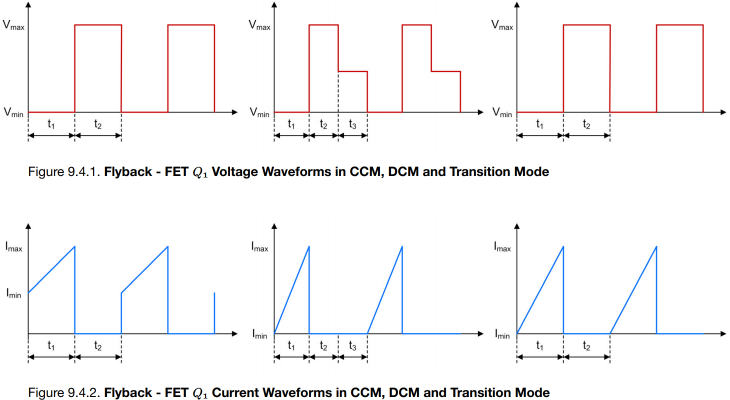 Vmax Vmax Vmax
Vmin Vmin Vmin
t1 t2 t1 t2 t3 t1 t2
Figure 9.4.1. Flyback - FET Q1 Voltage Waveforms in CCM, DCM and Transition Mode
Imax Imax Imax
Imin
Imin Imin
t1 t2 t1 t2 t3 t1 t2
Figure 9.4.2. Flyback - FET Q1 Current Waveforms in CCM, DCM and Transition Mode